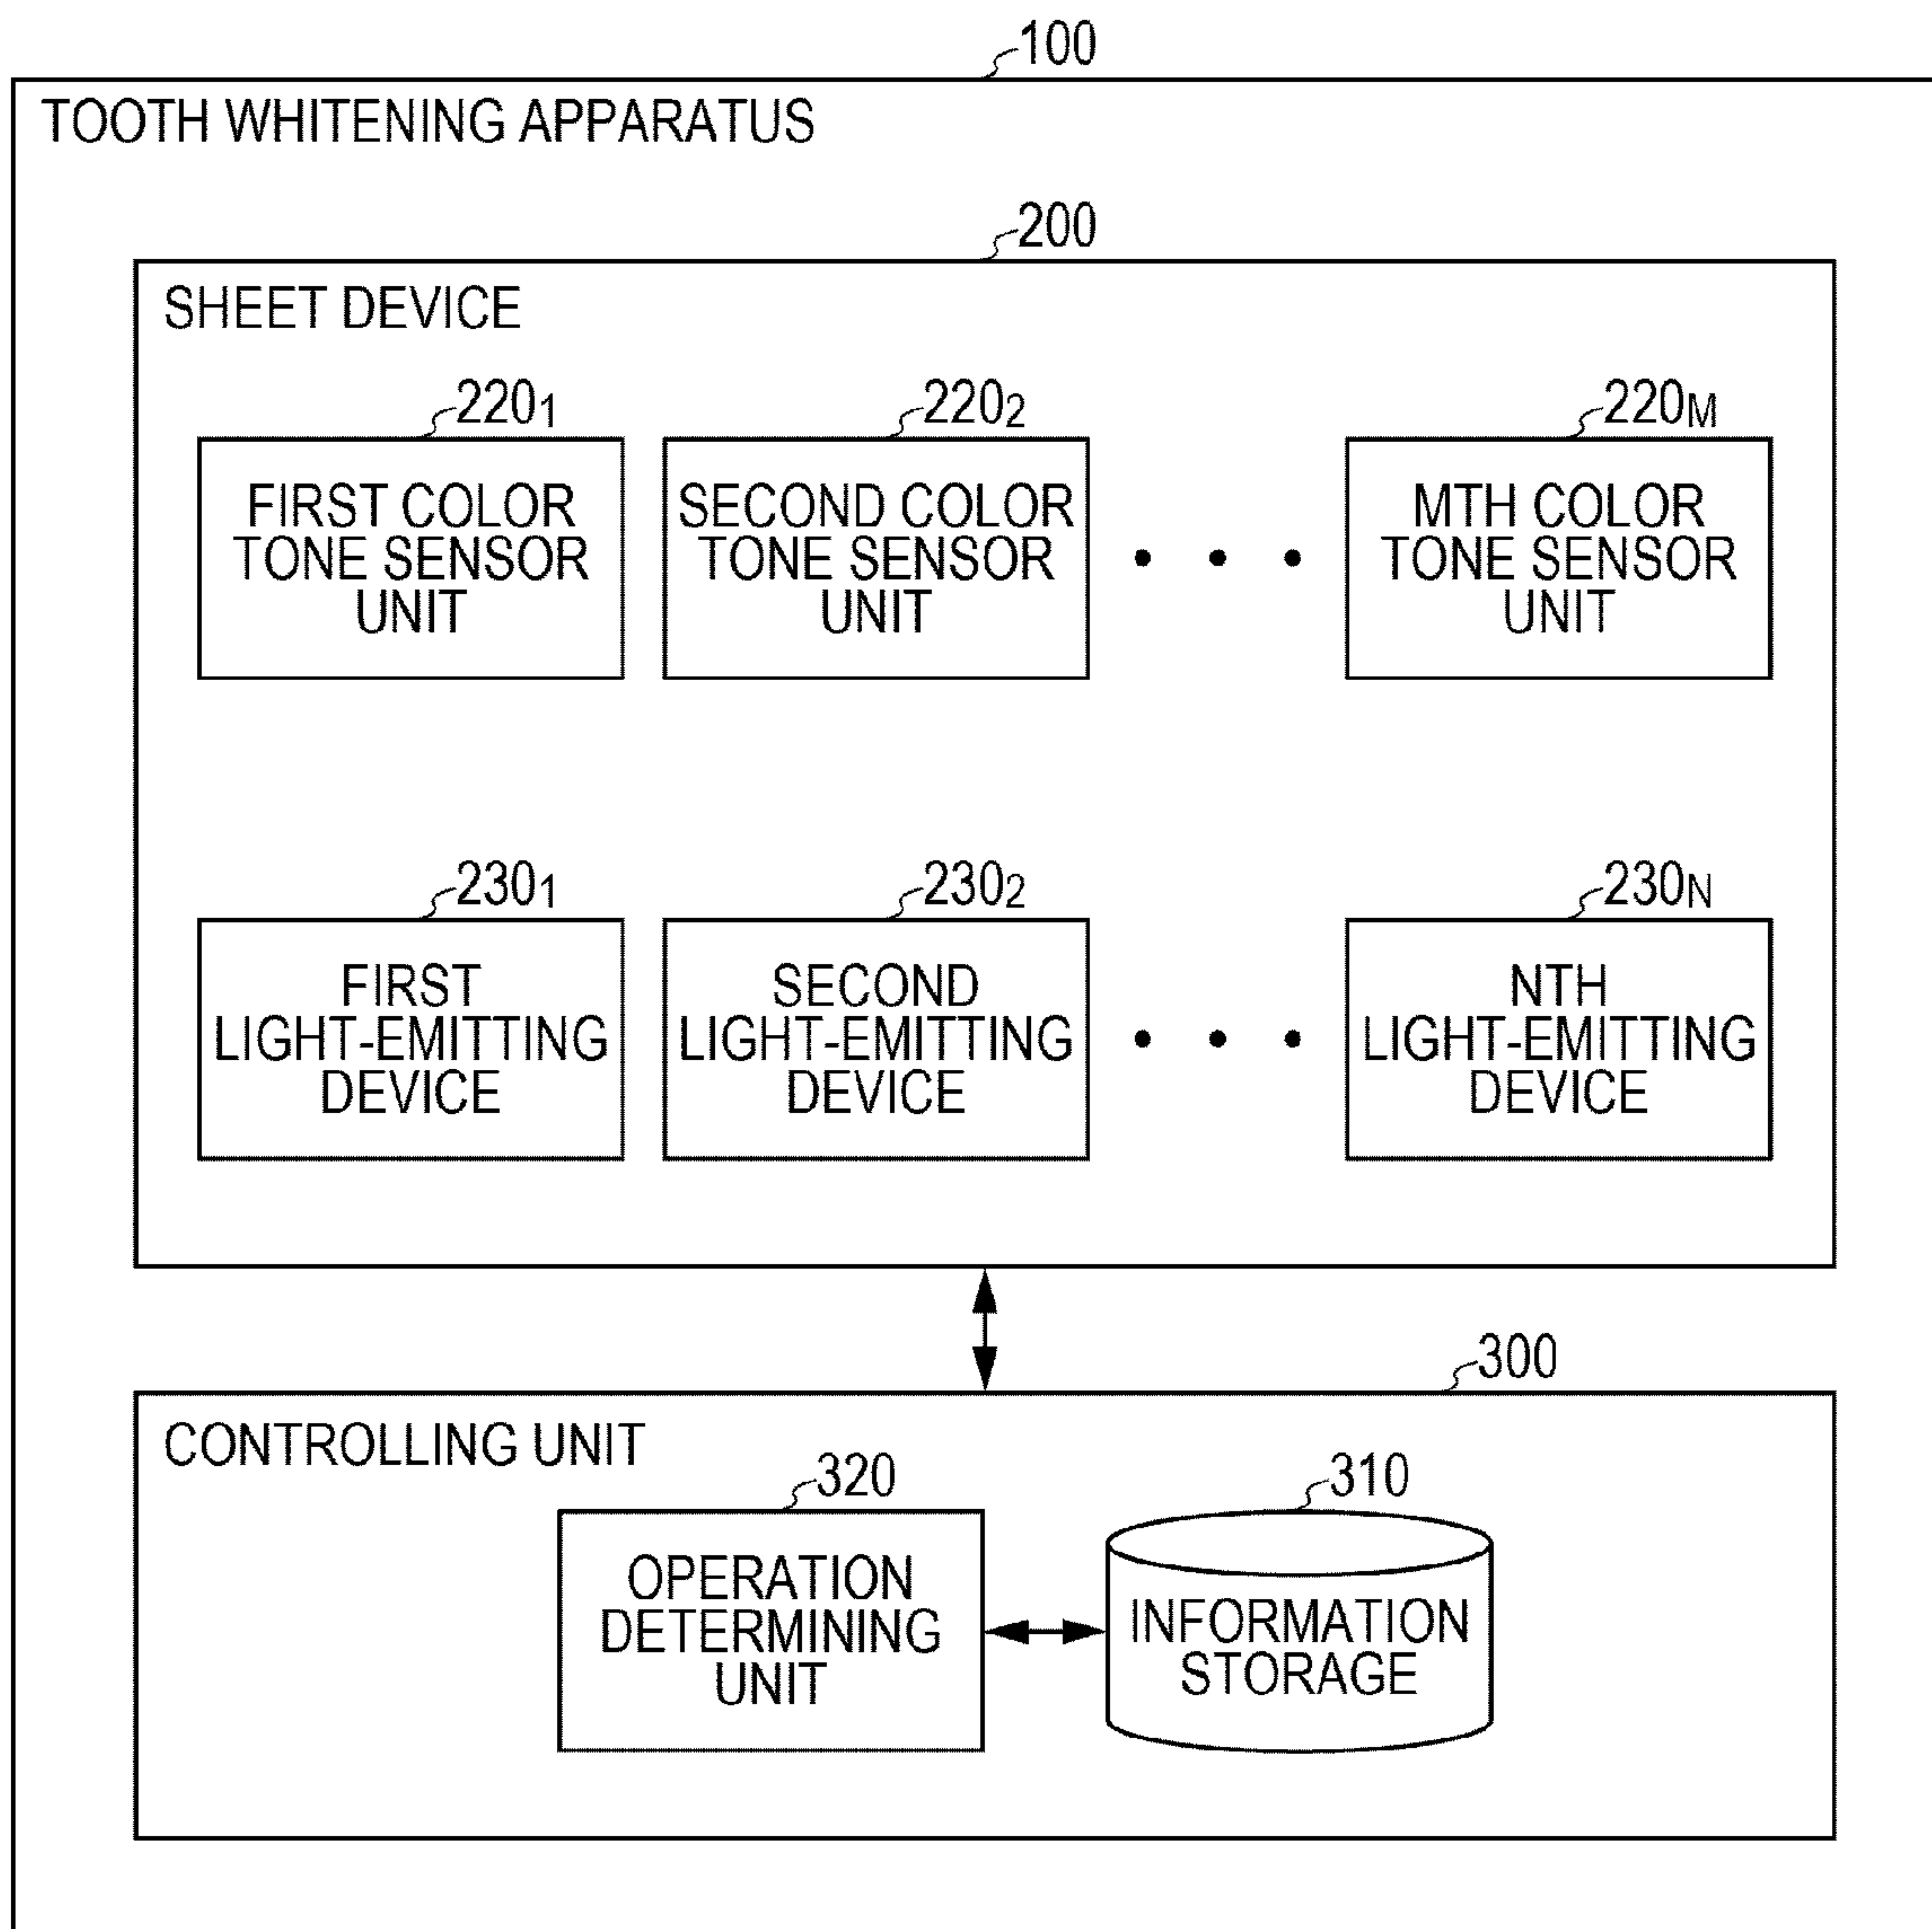 100
TOOTH WHITENING APPARATUS
200
SHEET DEVICE
220₁
220₂
220M
FIRST COLOR
TONE SENSOR
UNIT
SECOND COLOR
TONE SENSOR
UNIT
• • •
MTH COLOR
TONE SENSOR
UNIT
230₁
230₂
230N
FIRST
LIGHT-EMITTING
DEVICE
SECOND
LIGHT-EMITTING
DEVICE
• • •
NTH
LIGHT-EMITTING
DEVICE
300
CONTROLLING UNIT
320
310
OPERATION
DETERMINING
UNIT
INFORMATION
STORAGE